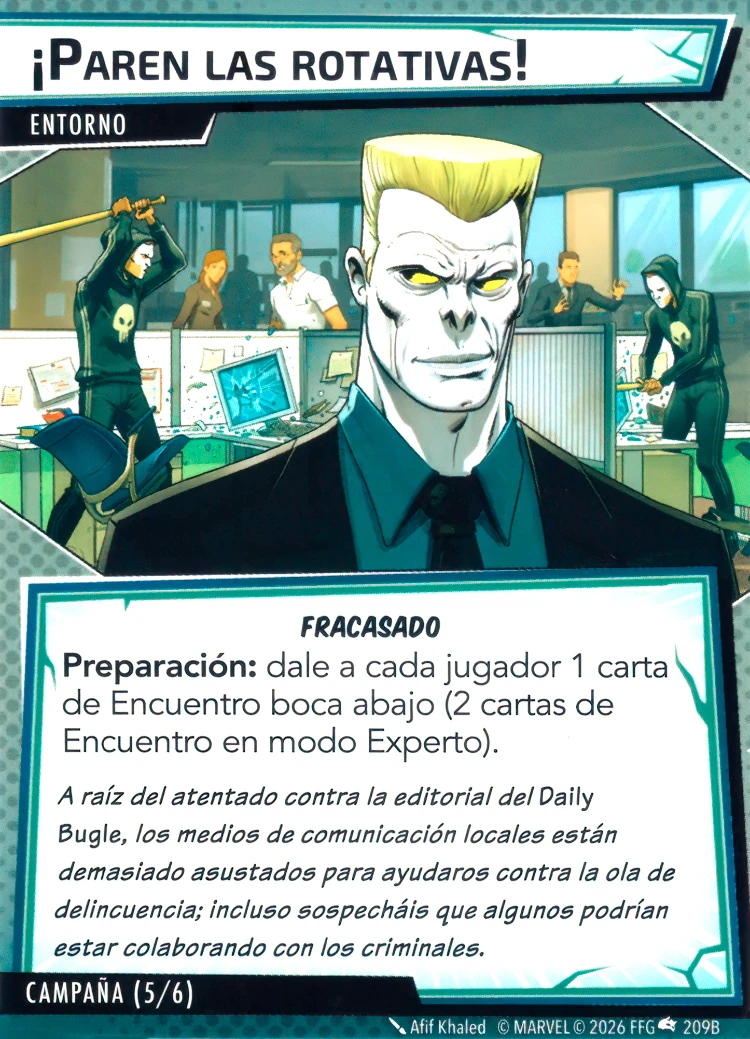 ¡Paren las rotativas!
ENTORNO
FRACASADO
Preparación: dale a cada jugador 1 carta
de Encuentro boca abajo (2 cartas de
Encuentro en modo Experto).
A raíz del atentado contra la editorial del Daily
Bugle, los medios de comunicación locales están
demasiado asustados para ayudaros contra la ola de
delincuencia; incluso sospecháis que algunos podrían
estar colaborando con los criminales.
CAMPAÑA (5/6)
Afif Khaled © MARVEL © 2026 FFG 209B